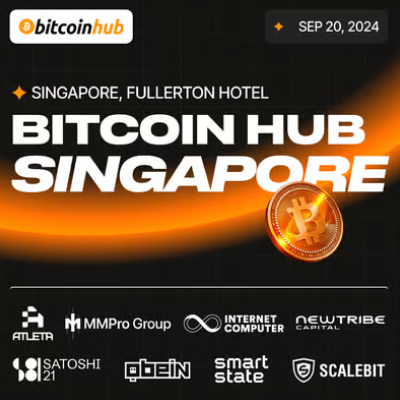 bitcoinhub
SEP 20, 2024
SINGAPORE, FULLERTON HOTEL
BITCOIN HUB
SINGAPORE
ATLETA
MMPro Group
INTERNET
COMPUTER
NEWTRIBE
CAPITAL
SATOSHI
21
qbein
smart
state
SCALEBIT